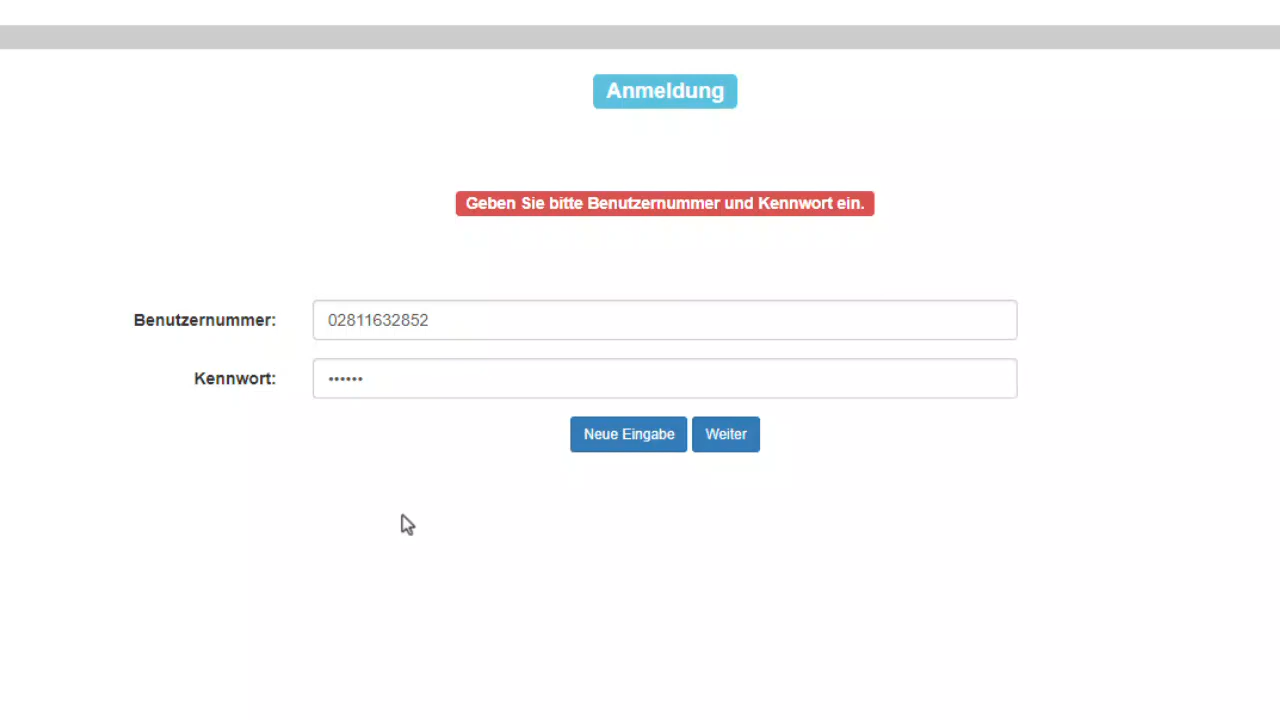 Anmeldung
Geben Sie bitte Benutzernummer und Kennwort ein.
Benutzernummer: 02811632852
Kennwort: ••••••
Neue Eingabe Weiter